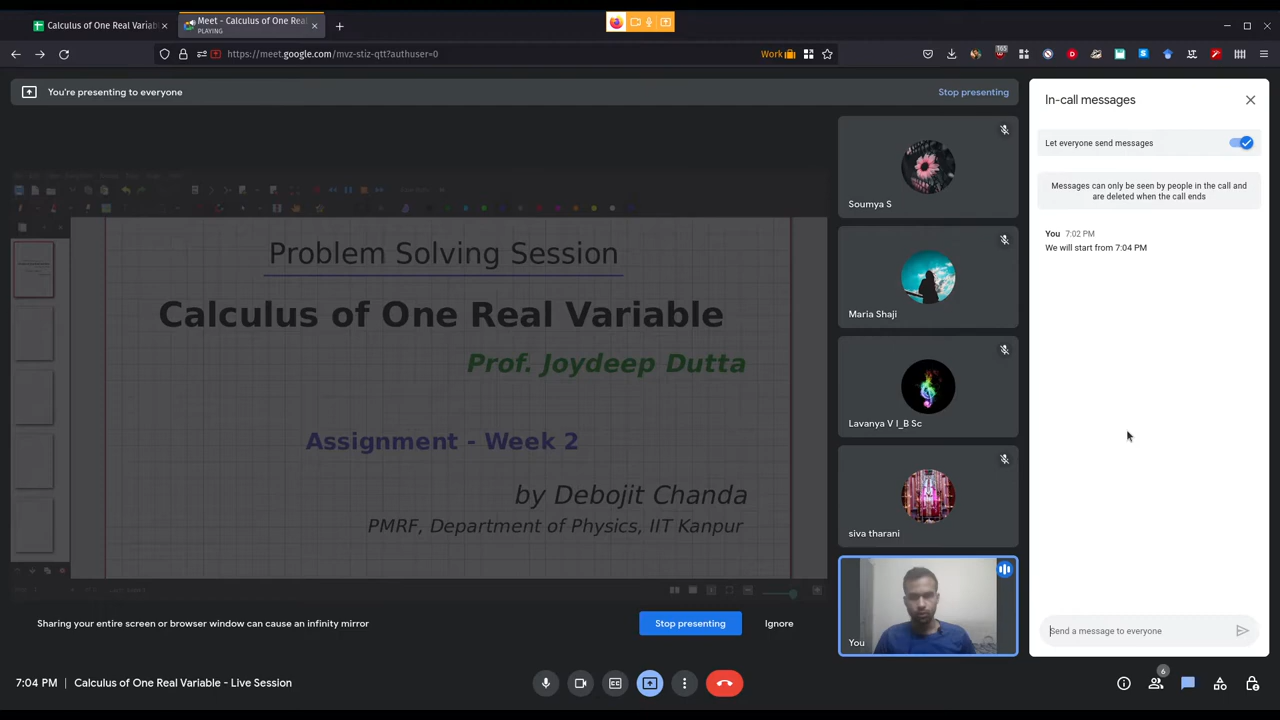 Calculus of One Real Variab
Meet - Calculus of One Real
PLAYING
https://meet.google.com/mvz-stiz-qtt?authuser=0
Work
165
You're presenting to everyone
Stop presenting
Problem Solving Session
Calculus of One Real Variable
Prof. Joydeep Dutta
Assignment - Week 2
by Debojit Chanda
PMRF, Department of Physics, IIT Kanpur
Soumya S
Maria Shaji
Lavanya V I_B Sc
siva tharani
You
In-call messages
Let everyone send messages
Messages can only be seen by people in the call and
are deleted when the call ends
You 7:02 PM
We will start from 7:04 PM
Send a message to everyone
Sharing your entire screen or browser window can cause an infinity mirror
Stop presenting
Ignore
7:04 PM | Calculus of One Real Variable - Live Session
6